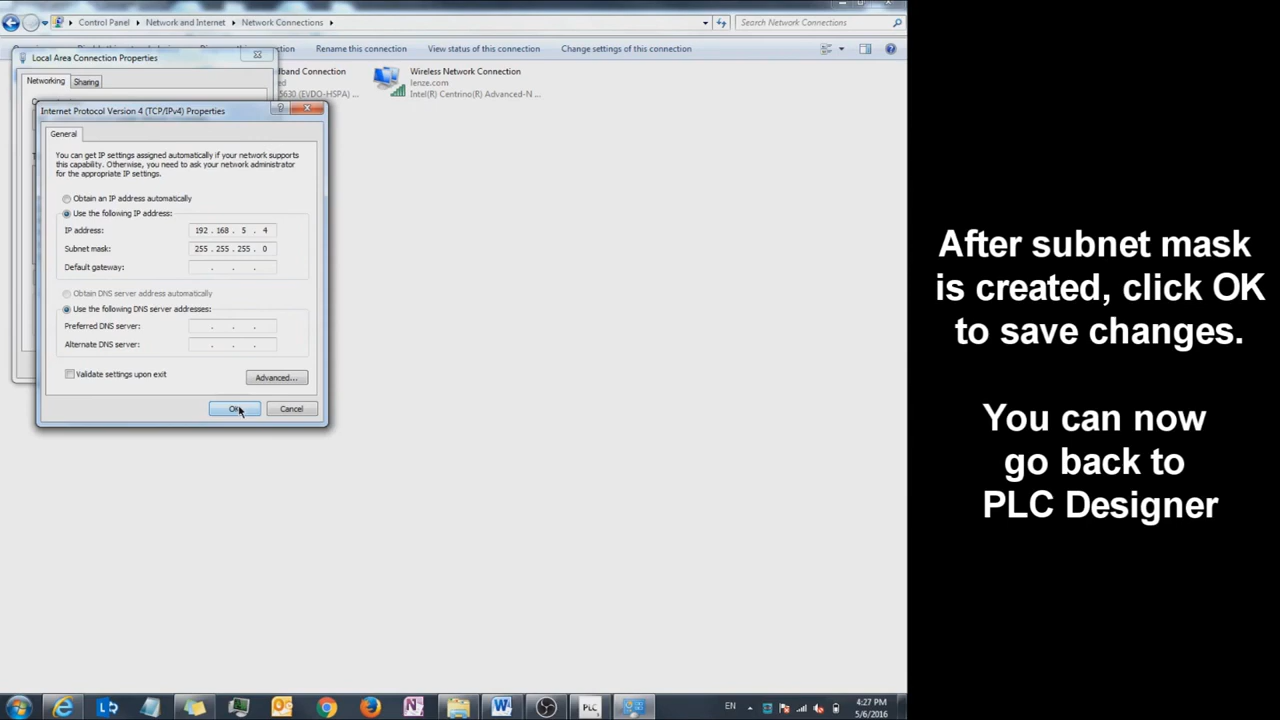 Control Panel ▸ Network and Internet ▸ Network Connections ▸
Search Network Connections
Rename this connection
View status of this connection
Change settings of this connection
Local Area Connection Properties
Networking
Sharing
band Connection
5630 (EVDO-HSPA) ...
Wireless Network Connection
lenze.com
Intel(R) Centrino(R) Advanced-N ...
Internet Protocol Version 4 (TCP/IPv4) Properties
General
You can get IP settings assigned automatically if your network supports
this capability. Otherwise, you need to ask your network administrator
for the appropriate IP settings.
Obtain an IP address automatically
Use the following IP address:
IP address: 192 . 168 . 5 . 4
Subnet mask: 255 . 255 . 255 . 0
Default gateway: . . .
Obtain DNS server address automatically
Use the following DNS server addresses:
Preferred DNS server: . . .
Alternate DNS server: . . .
Validate settings upon exit
Advanced...
OK
Cancel
After subnet mask
is created, click OK
to save changes.
You can now
go back to
PLC Designer
PLC
EN
4:27 PM
5/6/2016